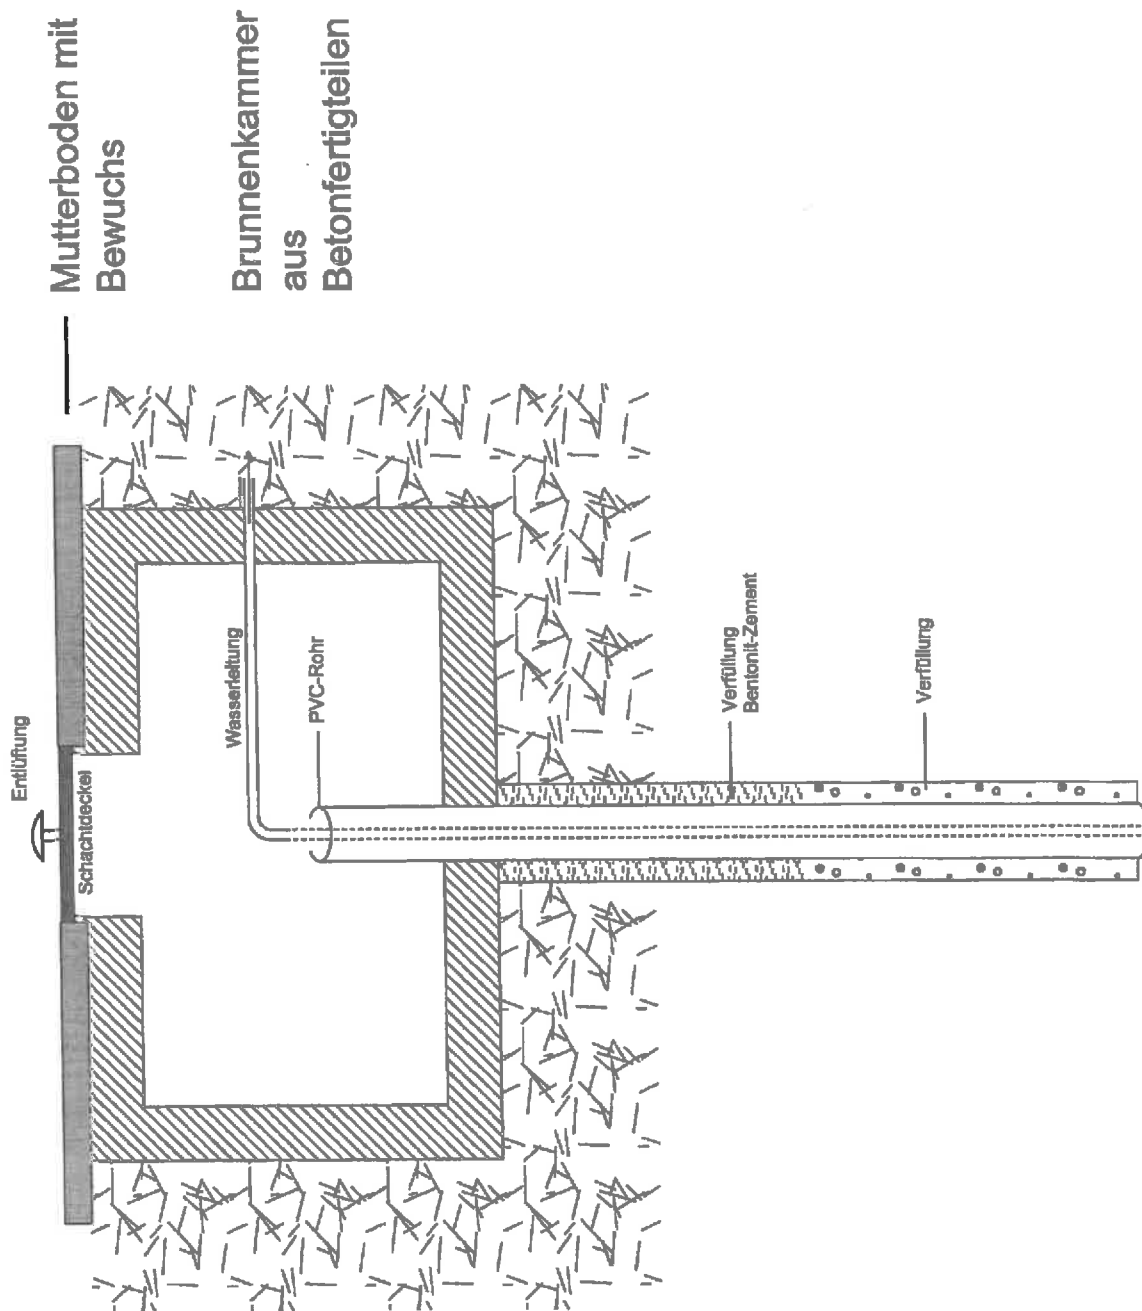 Entlüftung
Schachtdeckel
Mutterboden mit
Bewuchs
Brunnenkammer
aus
Betonfertigteilen
Wasserleitung
PVC-Rohr
Verfüllung
Bentonit-Zement
Verfüllung